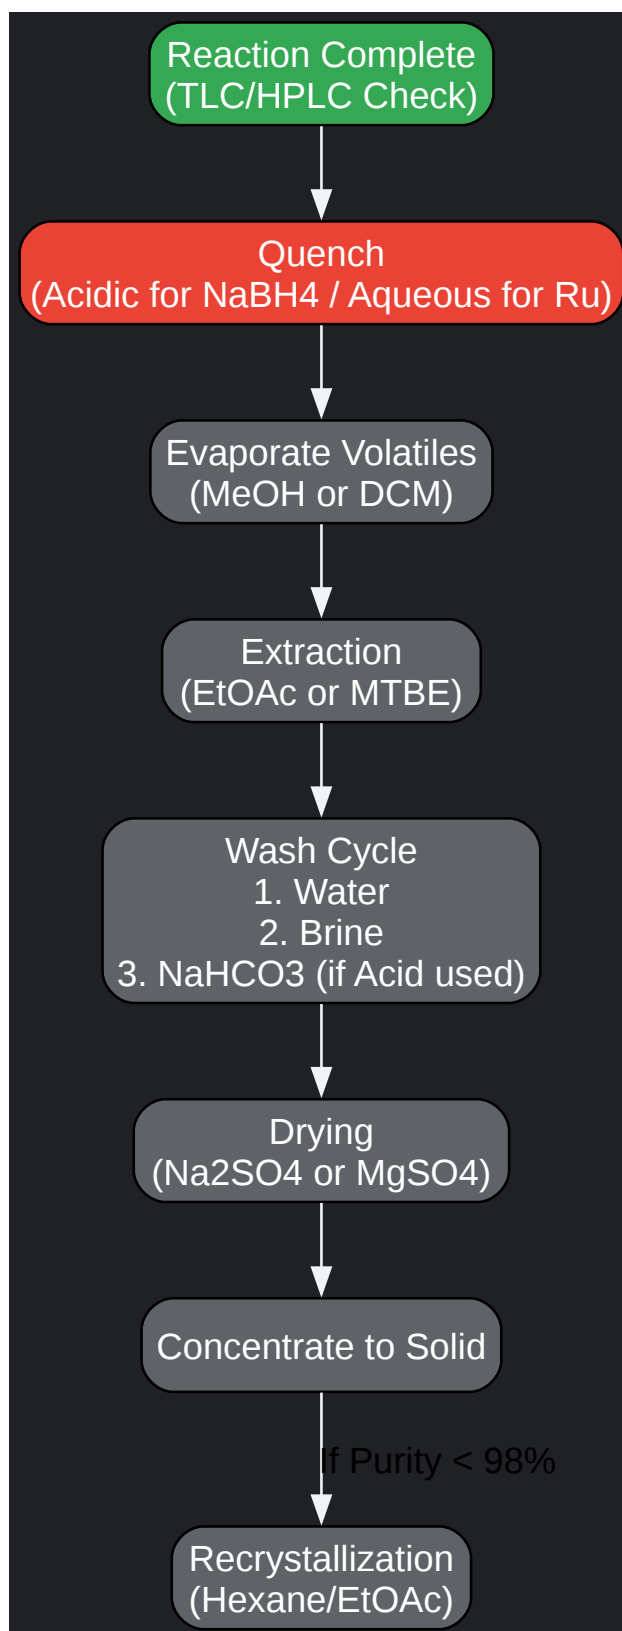 Reaction Complete
(TLC/HPLC Check)
Quench
(Acidic for NaBH4 / Aqueous for Ru)
Evaporate Volatiles
(MeOH or DCM)
Extraction
(EtOAc or MTBE)
Wash Cycle
1. Water
2. Brine
3. NaHCO3 (if Acid used)
Drying
(Na2SO4 or MgSO4)
Concentrate to Solid
If Purity < 98%
Recrystallization
(Hexane/EtOAc)